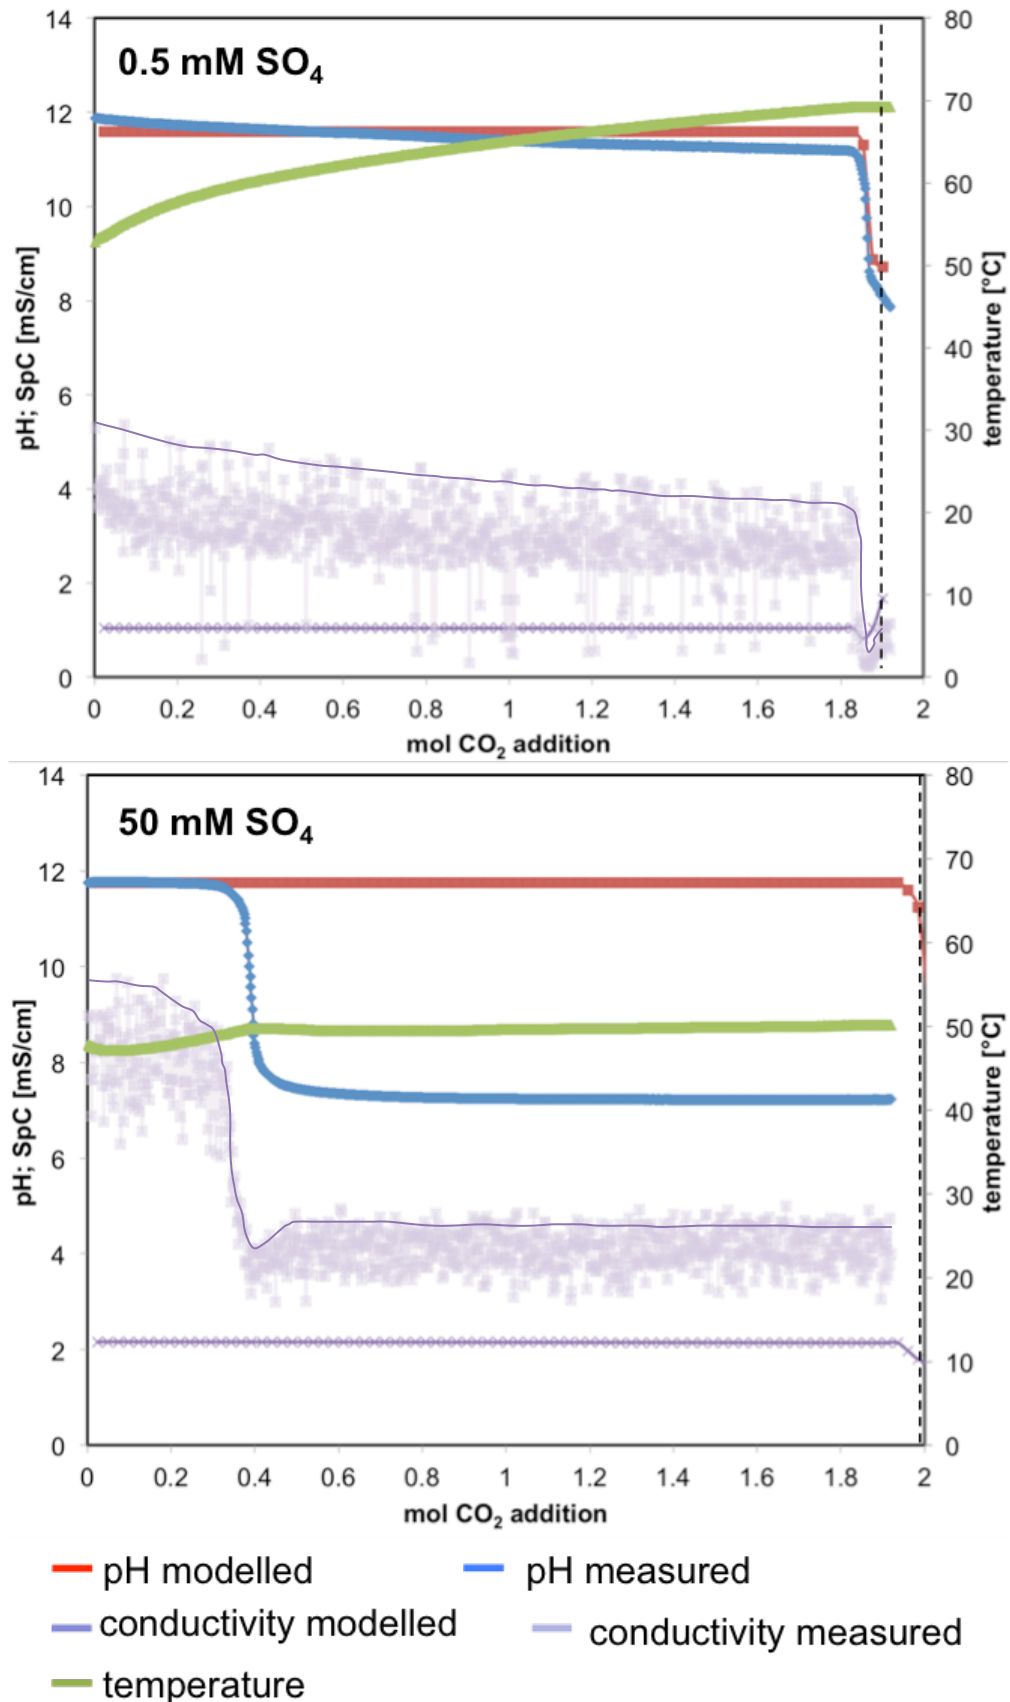 0.5 mM SO₄
14
12
10
8
6
4
2
0
pH; SpC [mS/cm]
80
70
60
50
40
30
20
10
0
temperature [°C]
0 0.2 0.4 0.6 0.8 1 1.2 1.4 1.6 1.8 2
mol CO₂ addition
50 mM SO₄
14
12
10
8
6
4
2
0
pH; SpC [mS/cm]
80
70
60
50
40
30
20
10
0
temperature [°C]
0 0.2 0.4 0.6 0.8 1 1.2 1.4 1.6 1.8 2
mol CO₂ addition
pH modelled pH measured
conductivity modelled conductivity measured
temperature